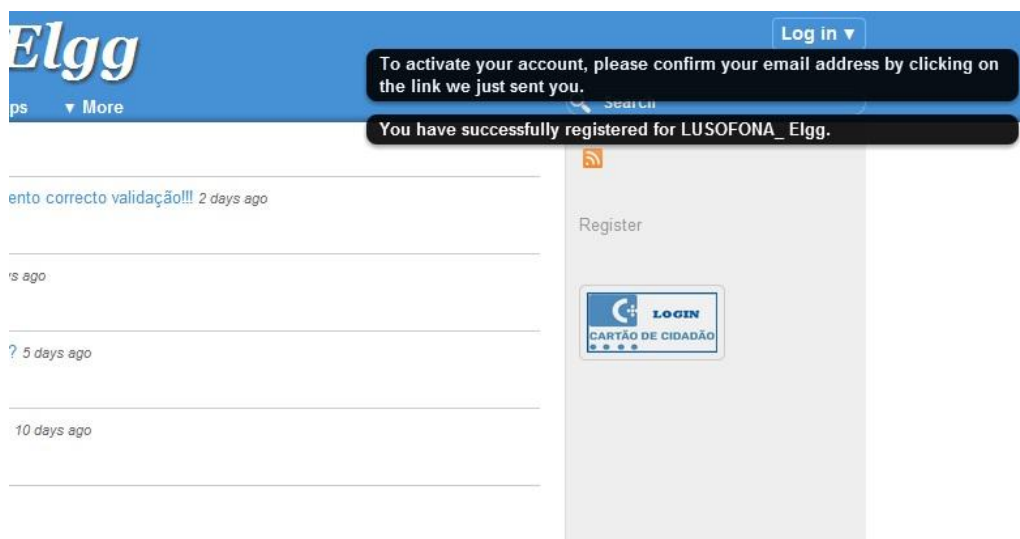 Elgg
Log in ▼
To activate your account, please confirm your email address by clicking on
the link we just sent you.
ps ▼ More
Search
You have successfully registered for LUSOFONA_ Elgg.
ento correcto validação!!! 2 days ago
Register
ys ago
LOGIN
CARTÃO DE CIDADÃO
? 5 days ago
10 days ago